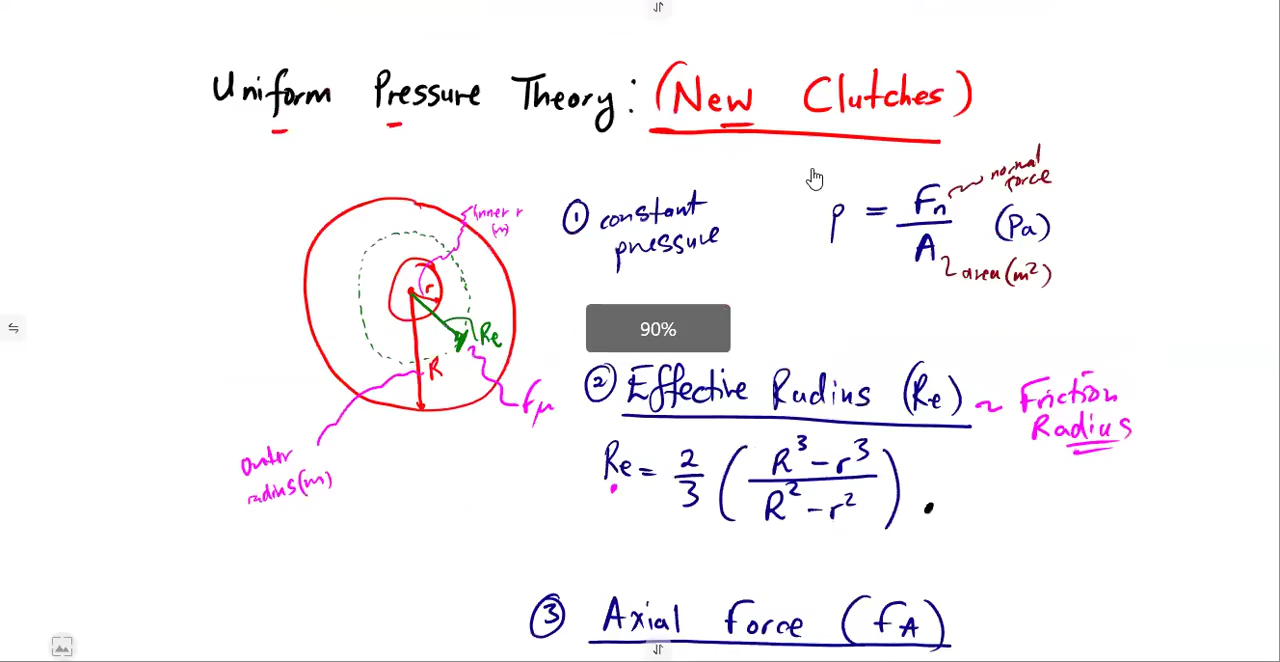 Uniform Pressure Theory: (New Clutches)
inner r
(m)
① constant
pressure
P = Fn / A (Pa)
normal
force
area (m²)
r
Re
R
Fμ
outer
radius (m)
90%
② Effective Radius (Re) ~ Friction
Radius
Re = 2/3 ( R³ - r³ / R² - r² )
③ Axial Force (FA)